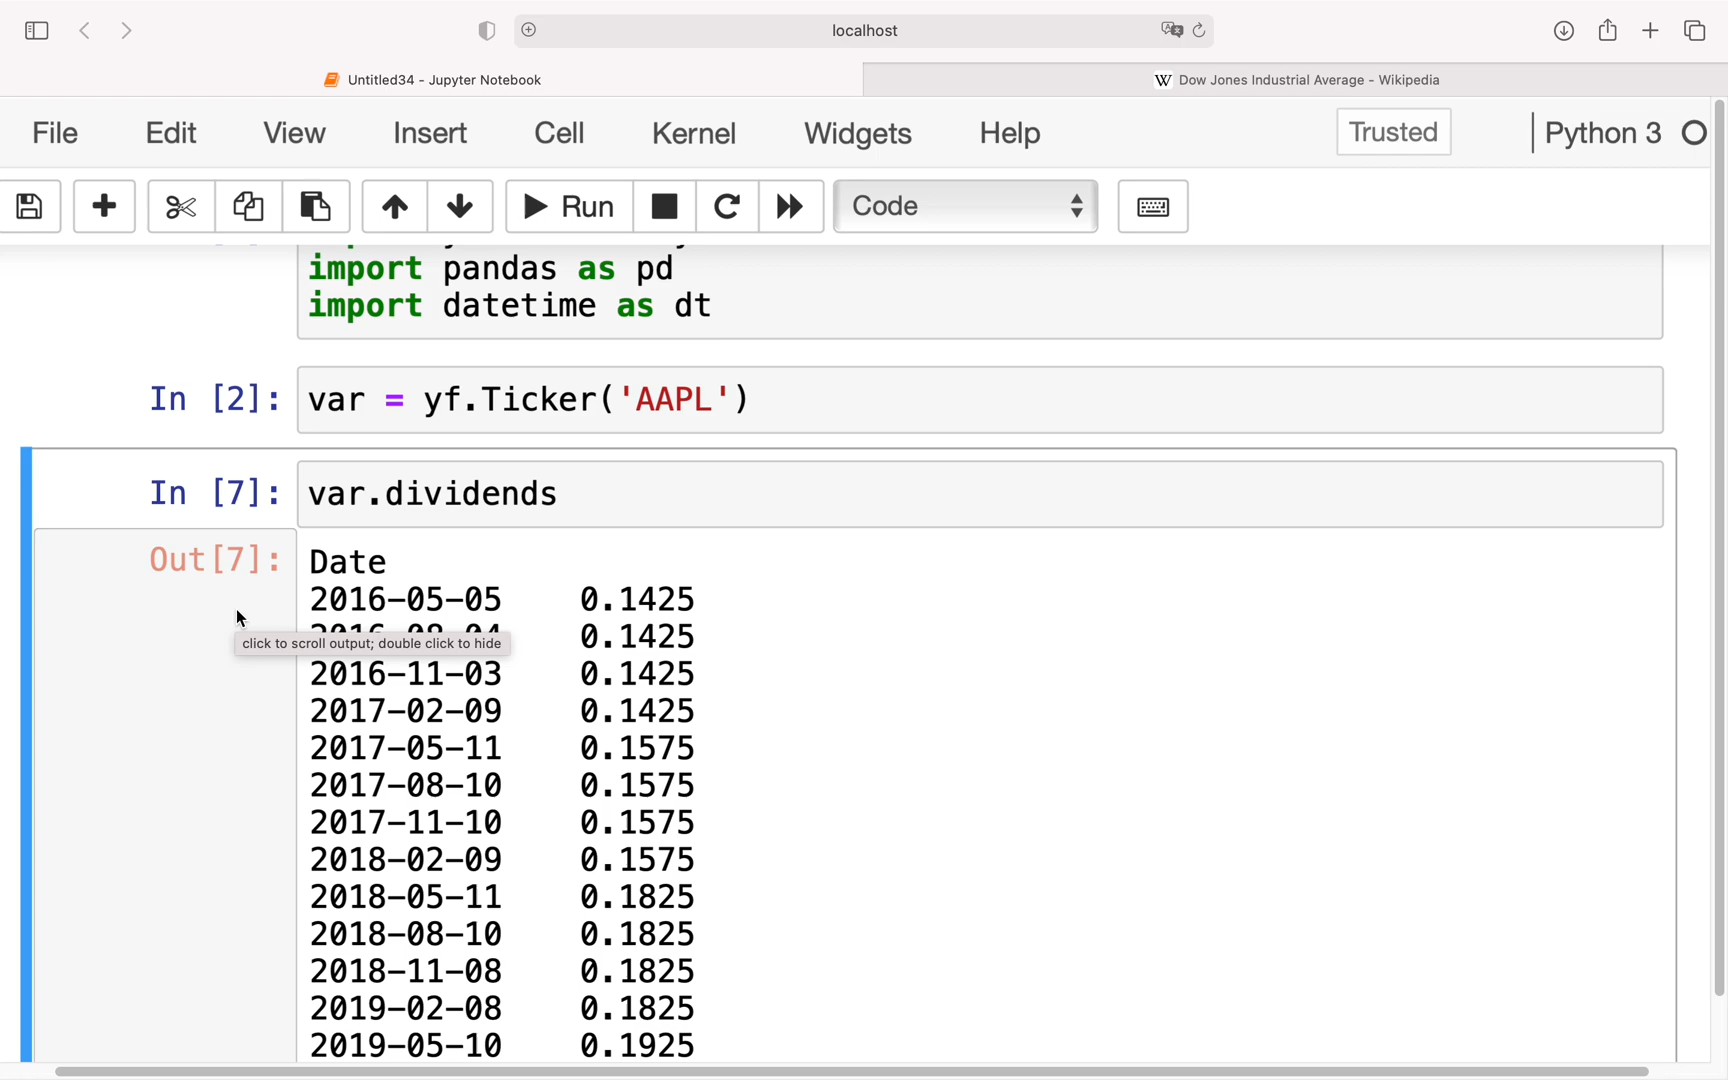 localhost
Untitled34 - Jupyter Notebook
Dow Jones Industrial Average - Wikipedia
File Edit View Insert Cell Kernel Widgets Help Trusted Python 3
Run Code
import pandas as pd
import datetime as dt
In [2]: var = yf.Ticker('AAPL')
In [7]: var.dividends
Out[7]: Date
2016-05-05 0.1425
0.1425
click to scroll output; double click to hide
2016-11-03 0.1425
2017-02-09 0.1425
2017-05-11 0.1575
2017-08-10 0.1575
2017-11-10 0.1575
2018-02-09 0.1575
2018-05-11 0.1825
2018-08-10 0.1825
2018-11-08 0.1825
2019-02-08 0.1825
2019-05-10 0.1925